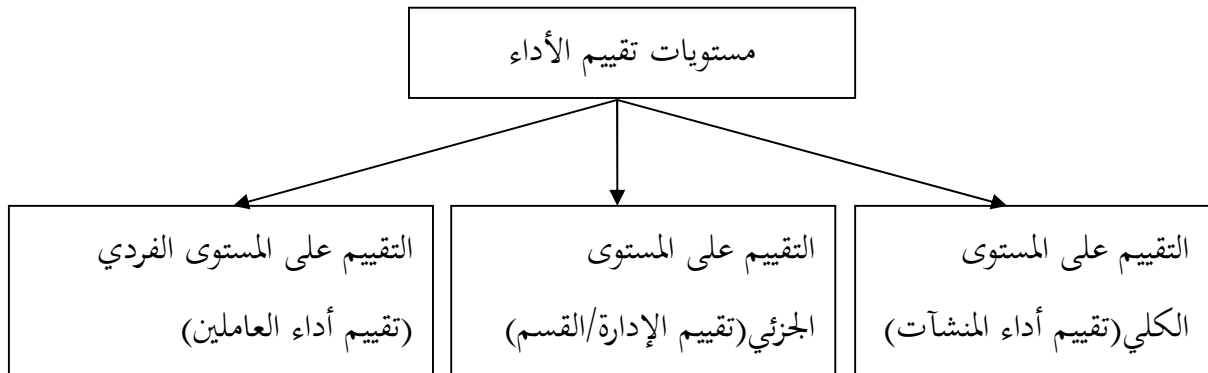 مستويات تقييم الأداء
التقييم على المستوى
الكلي(تقييم أداء المنشآت)
التقييم على المستوى
الجزئي(تقييم الإدارة/القسم)
التقييم على المستوى الفردي
(تقييم أداء العاملين)